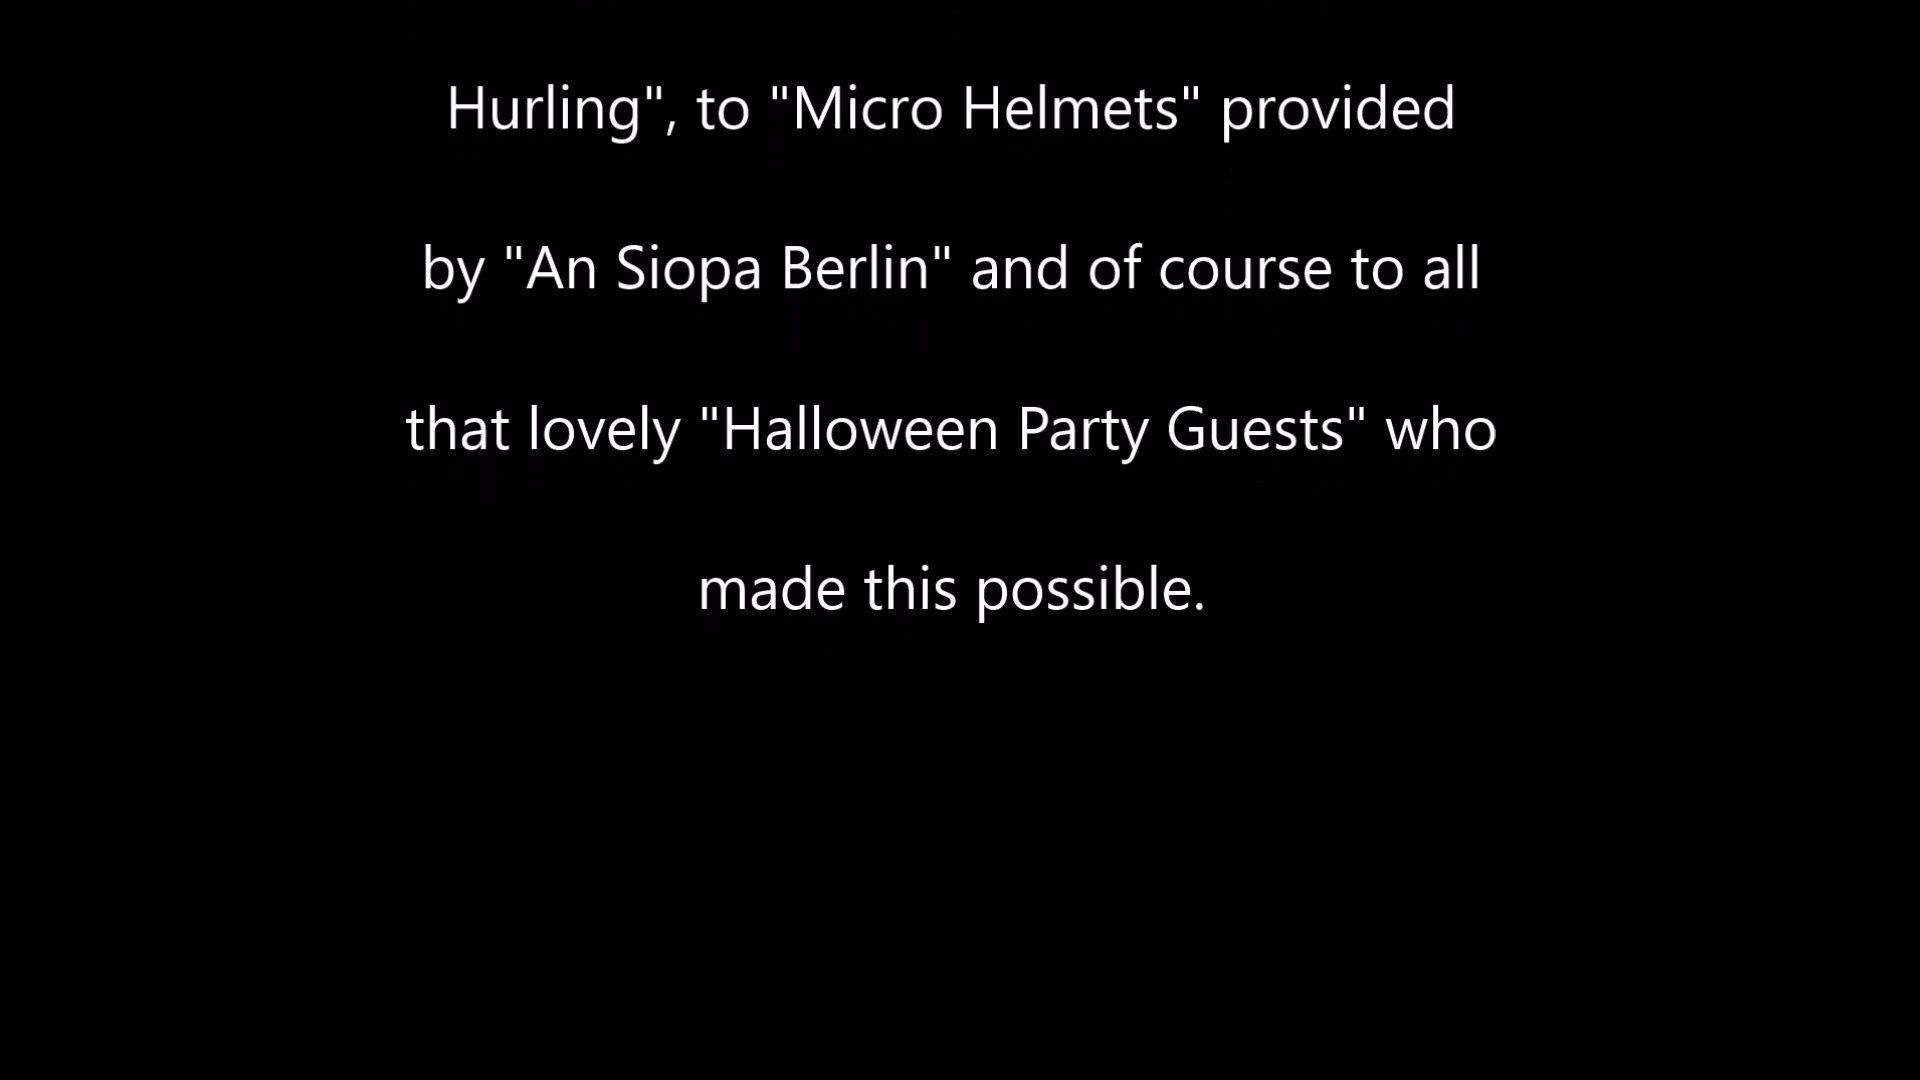 Hurling", to "Micro Helmets" provided
by "An Siopa Berlin" and of course to all
that lovely "Halloween Party Guests" who
made this possible.